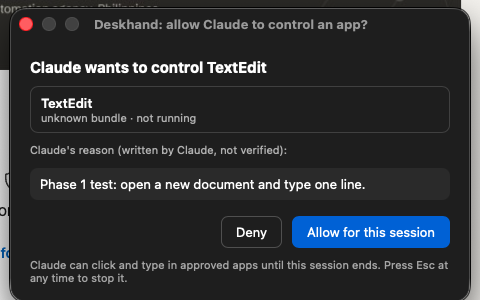 tomation agency, Philippines
Deskhand: allow Claude to control an app?
Claude wants to control TextEdit
TextEdit
unknown bundle · not running
Claude's reason (written by Claude, not verified):
Phase 1 test: open a new document and type one line.
Deny
Allow for this session
Claude can click and type in approved apps until this session ends. Press Esc at
any time to stop it.